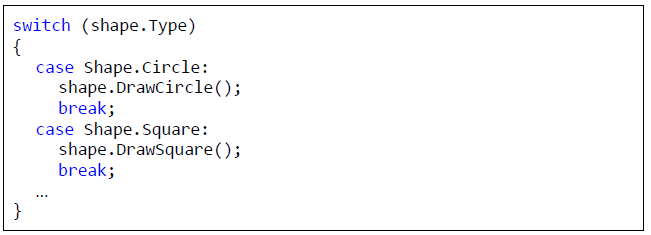 switch (shape.Type)
{
case Shape.Circle:
shape.DrawCircle();
break;
case Shape.Square:
shape.DrawSquare();
break;
…
}